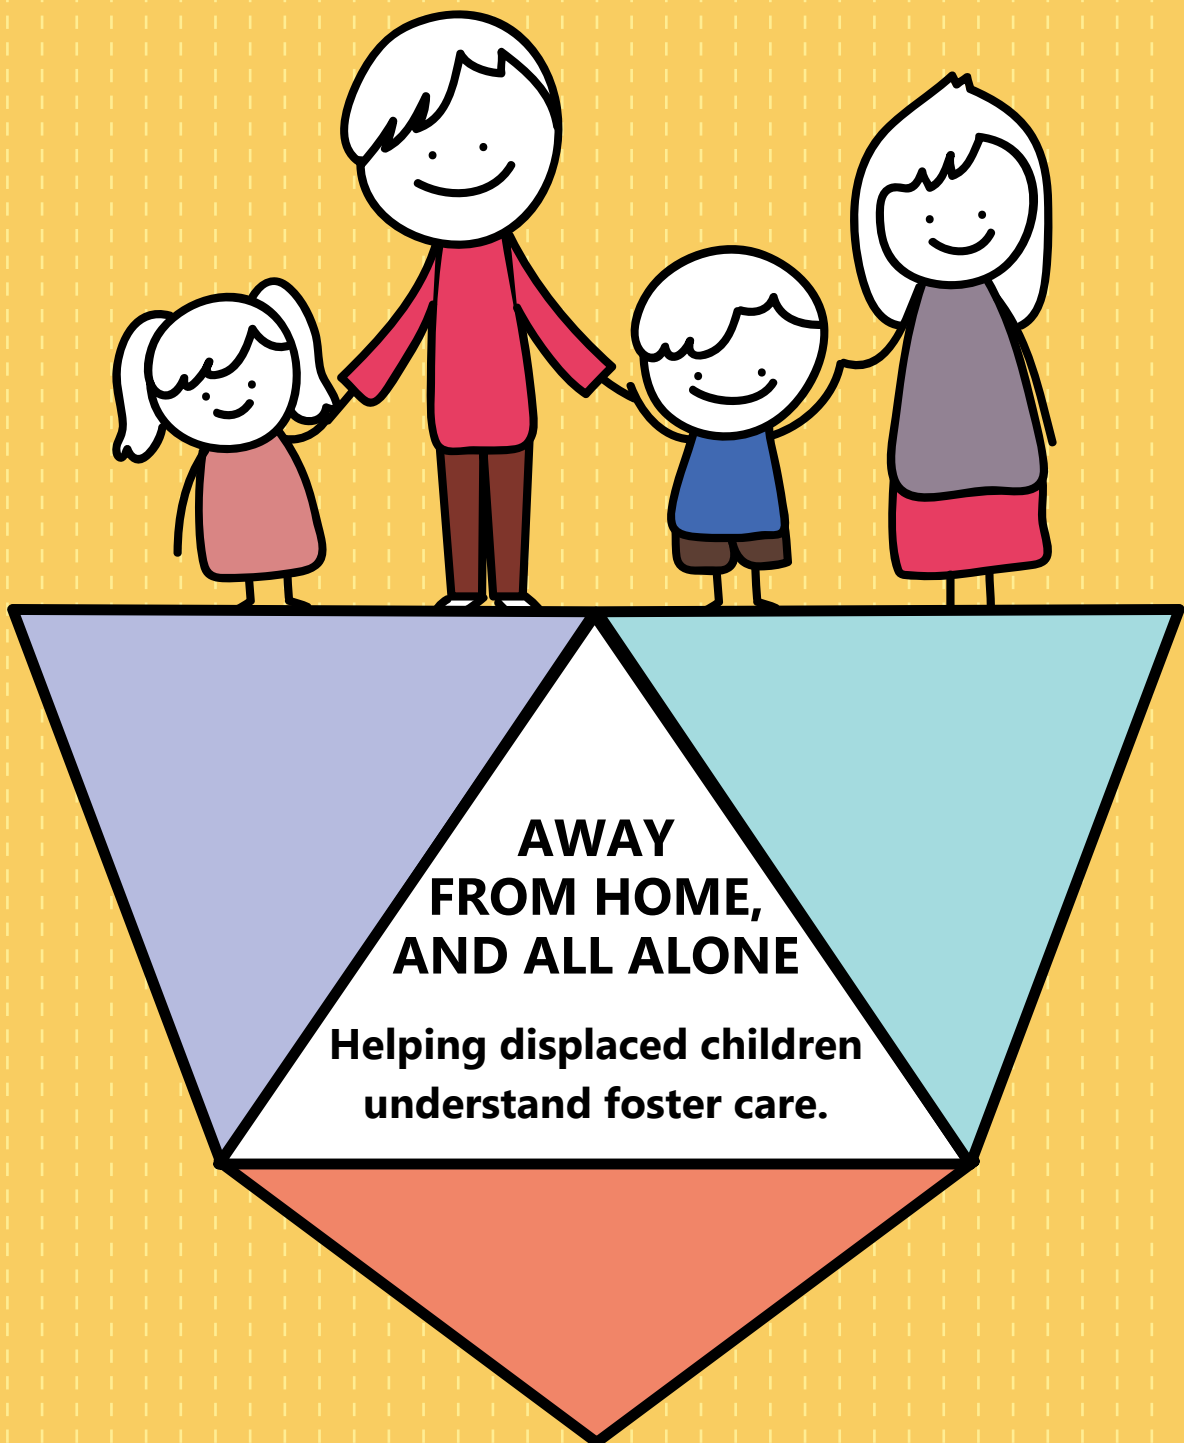 AWAY
FROM HOME,
AND ALL ALONE
Helping displaced children
understand foster care.